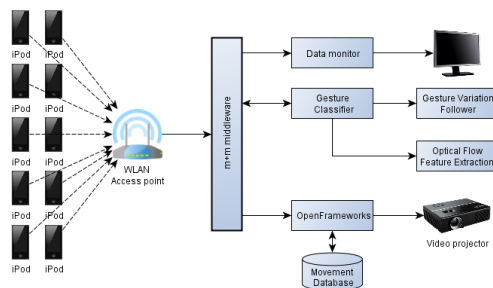 iPod iPod
iPod iPod
iPod iPod
iPod iPod
iPod iPod
WLAN
Access point
m+m middleware
Data monitor
Gesture
Classifier
Gesture Variation
Follower
Optical Flow
Feature Extraction
OpenFrameworks
Video projector
Movement
Database